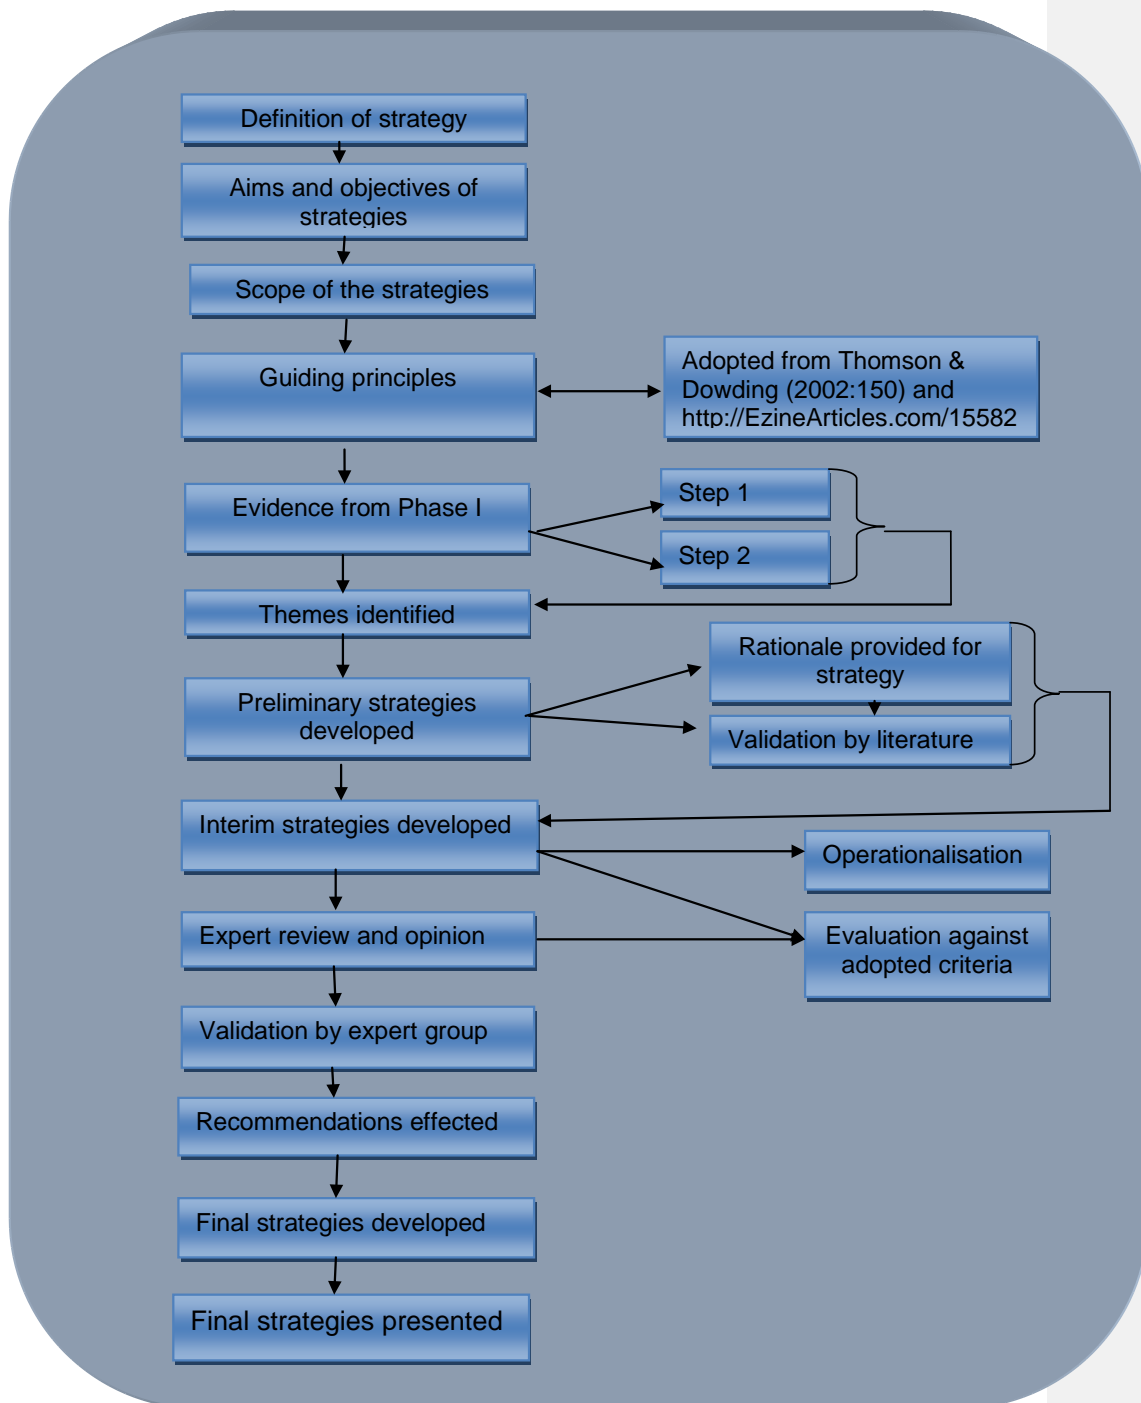 Definition of strategy
Aims and objectives of
strategies
Scope of the strategies
Guiding principles
Adopted from Thomson &
Dowding (2002:150) and
http://EzineArticles.com/15582
Evidence from Phase I
Step 1
Step 2
Themes identified
Rationale provided for
strategy
Preliminary strategies
developed
Validation by literature
Interim strategies developed
Operationalisation
Expert review and opinion
Evaluation against
adopted criteria
Validation by expert group
Recommendations effected
Final strategies developed
Final strategies presented